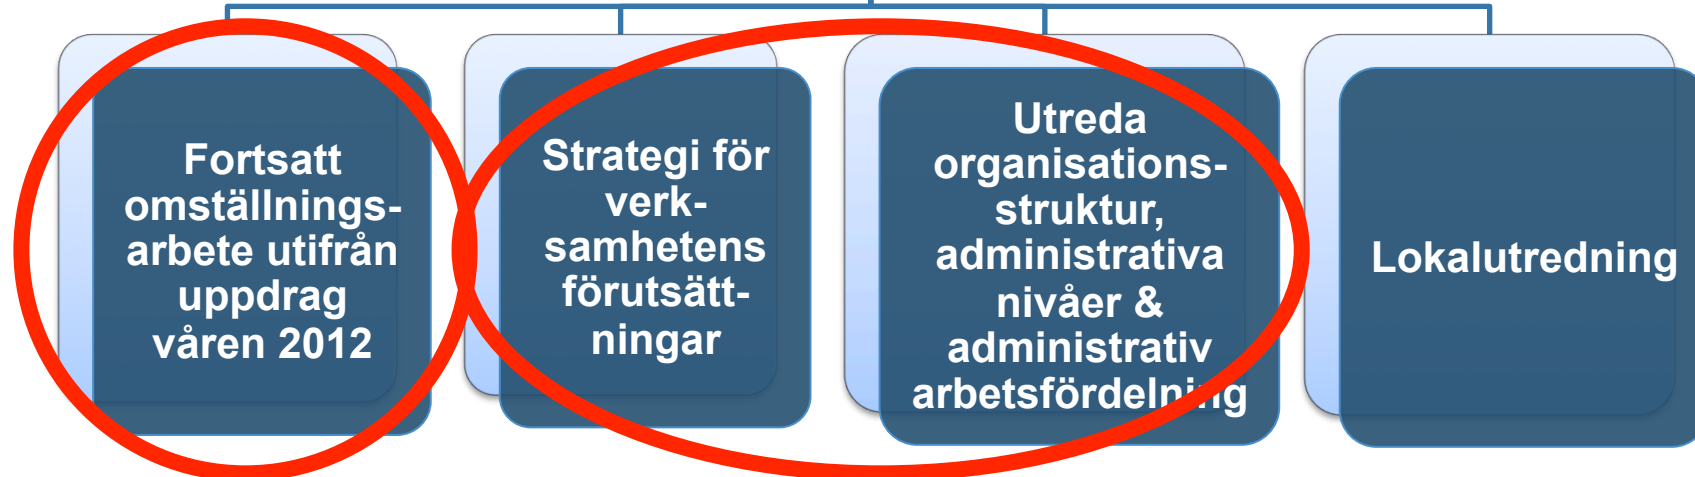 Fortsatt
omställnings-
arbete utifrån
uppdrag
våren 2012
Strategi för
verk-
samhetens
förutsätt-
ningar
Utreda
organisations-
struktur,
administrativa
nivåer &
administrativ
arbetsfördelning
Lokalutredning